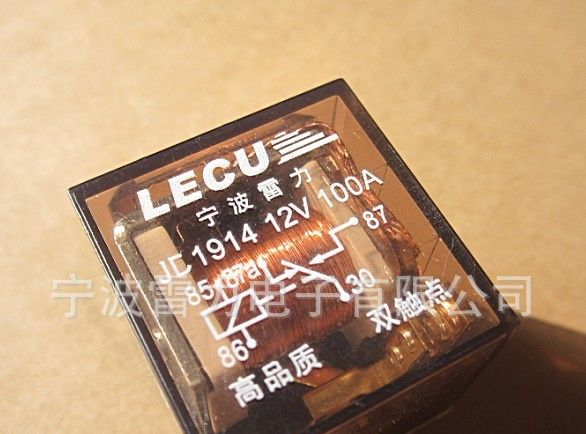 LECU
宁波雷力
JD1914 12V 100A
85 87a 87
86 30
高品质 双触点
宁波雷力电子有限公司